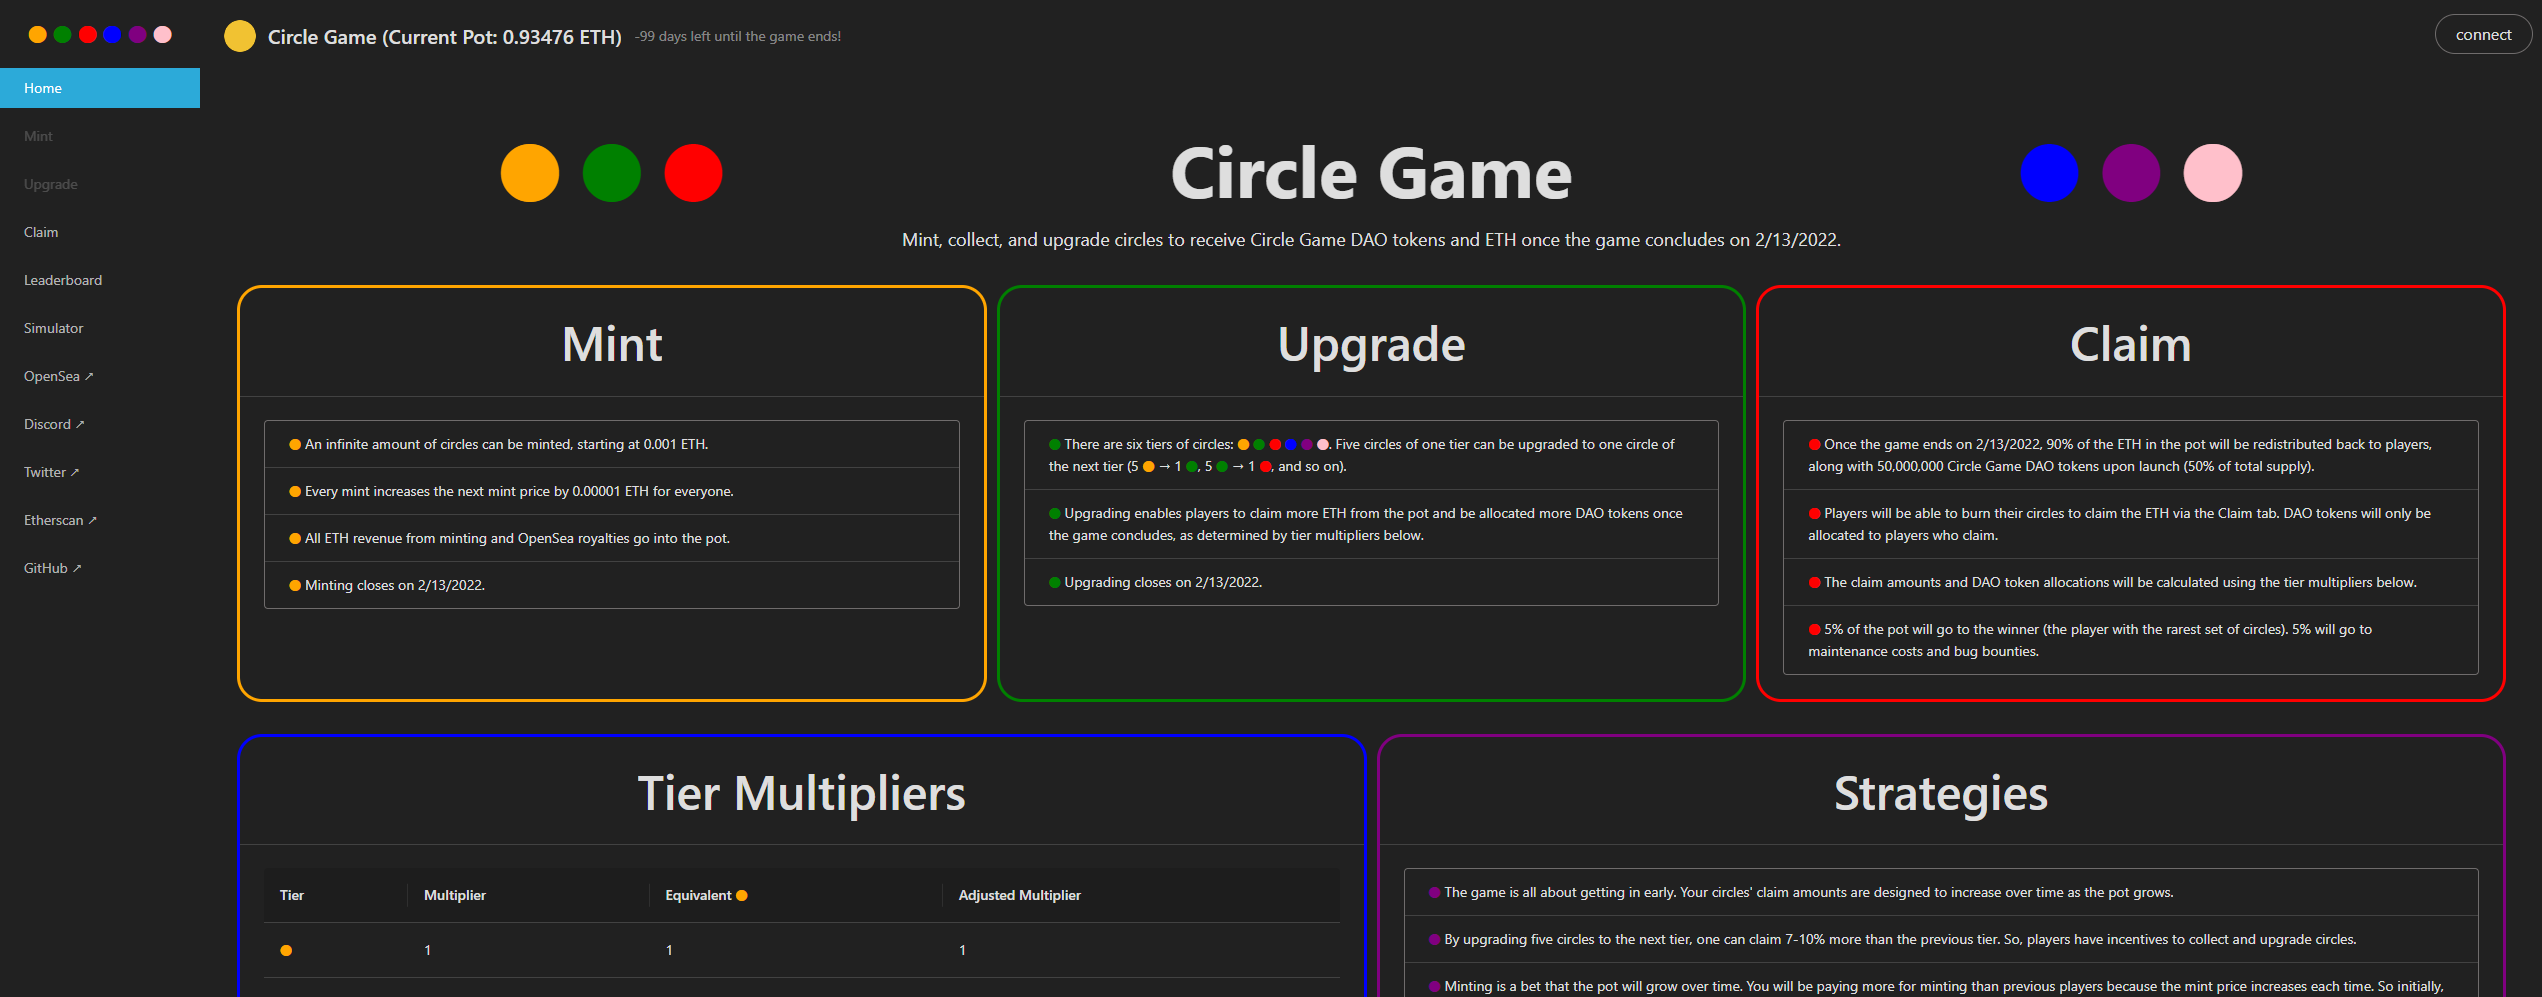 Circle Game (Current Pot: 0.93476 ETH) -99 days left until the game ends!
connect
Home
Mint
Upgrade
Claim
Leaderboard
Simulator
OpenSea ↗
Discord ↗
Twitter ↗
Etherscan ↗
GitHub ↗
Circle Game
Mint, collect, and upgrade circles to receive Circle Game DAO tokens and ETH once the game concludes on 2/13/2022.
Mint
An infinite amount of circles can be minted, starting at 0.001 ETH.
Every mint increases the next mint price by 0.00001 ETH for everyone.
All ETH revenue from minting and OpenSea royalties go into the pot.
Minting closes on 2/13/2022.
Upgrade
There are six tiers of circles: 🟠 🟢 🔴 🔵 🟣 . Five circles of one tier can be upgraded to one circle of
the next tier (5 🟠 → 1 🟢, 5 🟢 → 1 🔴, and so on).
Upgrading enables players to claim more ETH from the pot and be allocated more DAO tokens once
the game concludes, as determined by tier multipliers below.
Upgrading closes on 2/13/2022.
Claim
Once the game ends on 2/13/2022, 90% of the ETH in the pot will be redistributed back to players,
along with 50,000,000 Circle Game DAO tokens upon launch (50% of total supply).
Players will be able to burn their circles to claim the ETH via the Claim tab. DAO tokens will only be
allocated to players who claim.
The claim amounts and DAO token allocations will be calculated using the tier multipliers below.
5% of the pot will go to the winner (the player with the rarest set of circles). 5% will go to
maintenance costs and bug bounties.
Tier Multipliers
Tier Multiplier Equivalent 🟠 Adjusted Multiplier
🟠 1 1 1
Strategies
The game is all about getting in early. Your circles' claim amounts are designed to increase over time as the pot grows.
By upgrading five circles to the next tier, one can claim 7-10% more than the previous tier. So, players have incentives to collect and upgrade circles.
Minting is a bet that the pot will grow over time. You will be paying more for minting than previous players because the mint price increases each time. So initially,